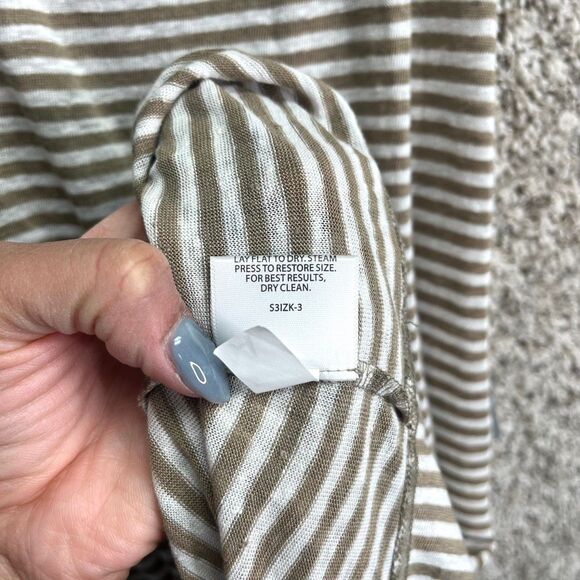 LAY FLAT TO DRY. STEAM
PRESS TO RESTORE SIZE.
FOR BEST RESULTS,
DRY CLEAN.
S3IZK-3